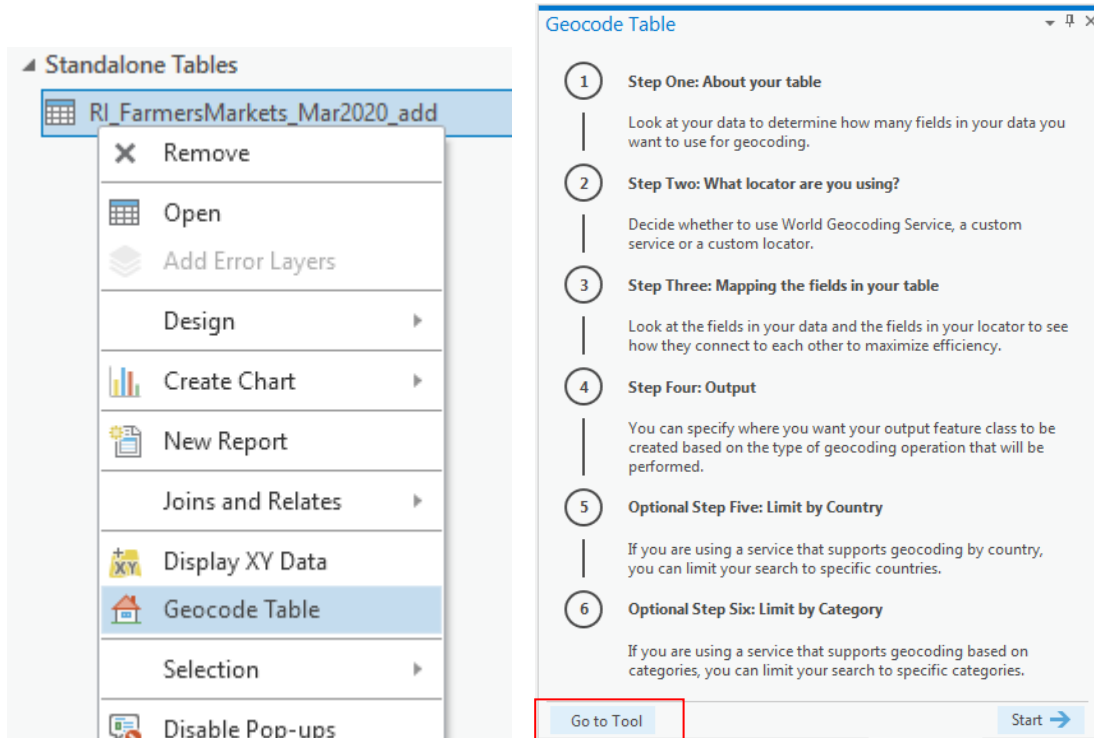 Standalone Tables
RI_FarmersMarkets_Mar2020_add
Remove
Open
Add Error Layers
Design
Create Chart
New Report
Joins and Relates
XY Display XY Data
Geocode Table
Selection
Disable Pop-ups
Geocode Table
1 Step One: About your table
Look at your data to determine how many fields in your data you
want to use for geocoding.
2 Step Two: What locator are you using?
Decide whether to use World Geocoding Service, a custom
service or a custom locator.
3 Step Three: Mapping the fields in your table
Look at the fields in your data and the fields in your locator to see
how they connect to each other to maximize efficiency.
4 Step Four: Output
You can specify where you want your output feature class to be
created based on the type of geocoding operation that will be
performed.
5 Optional Step Five: Limit by Country
If you are using a service that supports geocoding by country,
you can limit your search to specific countries.
6 Optional Step Six: Limit by Category
If you are using a service that supports geocoding based on
categories, you can limit your search to specific categories.
Go to Tool Start